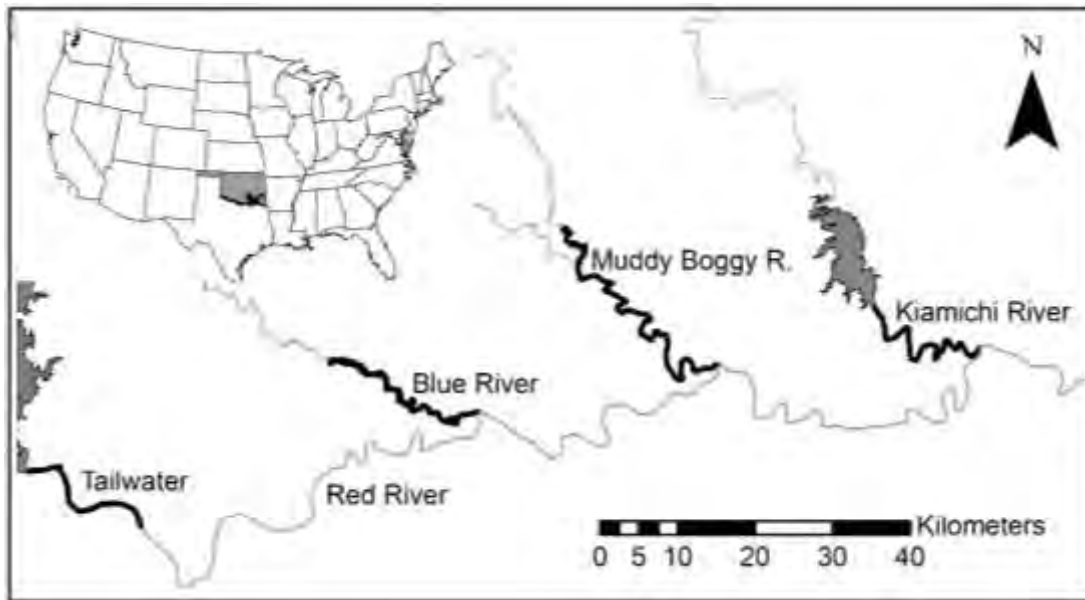 N
Muddy Boggy R.
Kiamichi River
Blue River
Tailwater
Red River
Kilometers
0 5 10 20 30 40